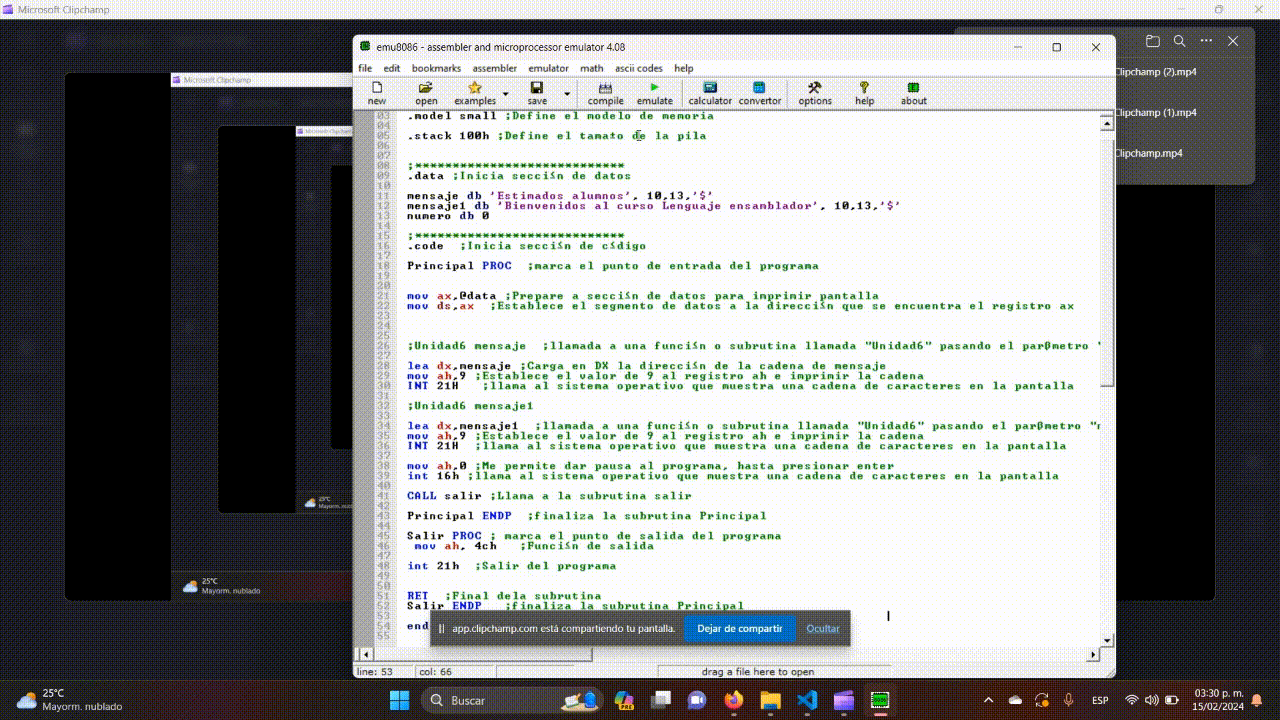 Microsoft Clipchamp
Microsoft Clipchamp
25°C
Mayorm. nublado
Clipchamp (2).mp4
Clipchamp (1).mp4
Clipchamp.mp4
emu8086 - assembler and microprocessor emulator 4.08
file edit bookmarks assembler emulator math ascii codes help
new open examples save compile emulate calculator convertor options help about
03 .model small ;Define el modelo de memoria
04
05 .stack 100h ;Define el tamaño de la pila
06
07
08 ;****************************
09 .data ;Inicia sección de datos
10
11 mensaje db 'Estimados alumnos', 10,13,'$'
12 mensaje1 db 'Bienvenidos al curso Lenguaje ensamblador', 10,13,'$'
13 numero db 0
14
15 ;****************************
16 .code ;Inicia sección de código
17
18 Principal PROC ;marca el punto de entrada del programa
19
20
21 mov ax,@data ;Prepare a sección de datos para imprimir pantalla
22 mov ds,ax ;Establece el segmento de datos a la dirección que se encuentra el registro ax
23
24
25
26 ;Unidad6 mensaje ;llamada a una función o subrutina llamada "Unidad6" pasando el parámetro "
27
28 lea dx,mensaje ;Carga en DX la dirección de la cadena de mensaje
29 mov ah,9 ;Establece el valor de 9 al registro ah e imprimir la cadena
30 INT 21H ;llama al sistema operativo que muestra una cadena de caracteres en la pantalla
31
32 ;Unidad6 mensaje1
33
34 lea dx,mensaje1 ;llamada a una función o subrutina llamada "Unidad6" pasando el parámetro "m
35 mov ah,9 ;Establece el valor de 9 al registro ah e imprimir la cadena
36 INT 21H ;llama al sistema operativo que muestra una cadena de caracteres en la pantalla
37
38 mov ah,0 ;Me permite dar pausa al programa, hasta presionar enter
39 int 16h ;llama al sistema operativo que muestra una cadena de caracteres en la pantalla
40
41 CALL salir ;Llama a la subrutina salir
42
43 Principal ENDP ;finaliza la subrutina Principal
44
45 Salir PROC ; marca el punto de salida del programa
46 mov ah, 4ch ;Función de salida
47
48 int 21h ;Salir del programa
49
50
51 RET ;Final dela subrutina
52 Salir ENDP ;finaliza la subrutina Principal
53
54 end
55
app.clipchamp.com está compartiendo tu pantalla. Dejar de compartir Ocultar
line: 53 col: 66 drag a file here to open
25°C
Mayorm. nublado
Buscar
PRE
ESP
03:30 p. m.
15/02/2024